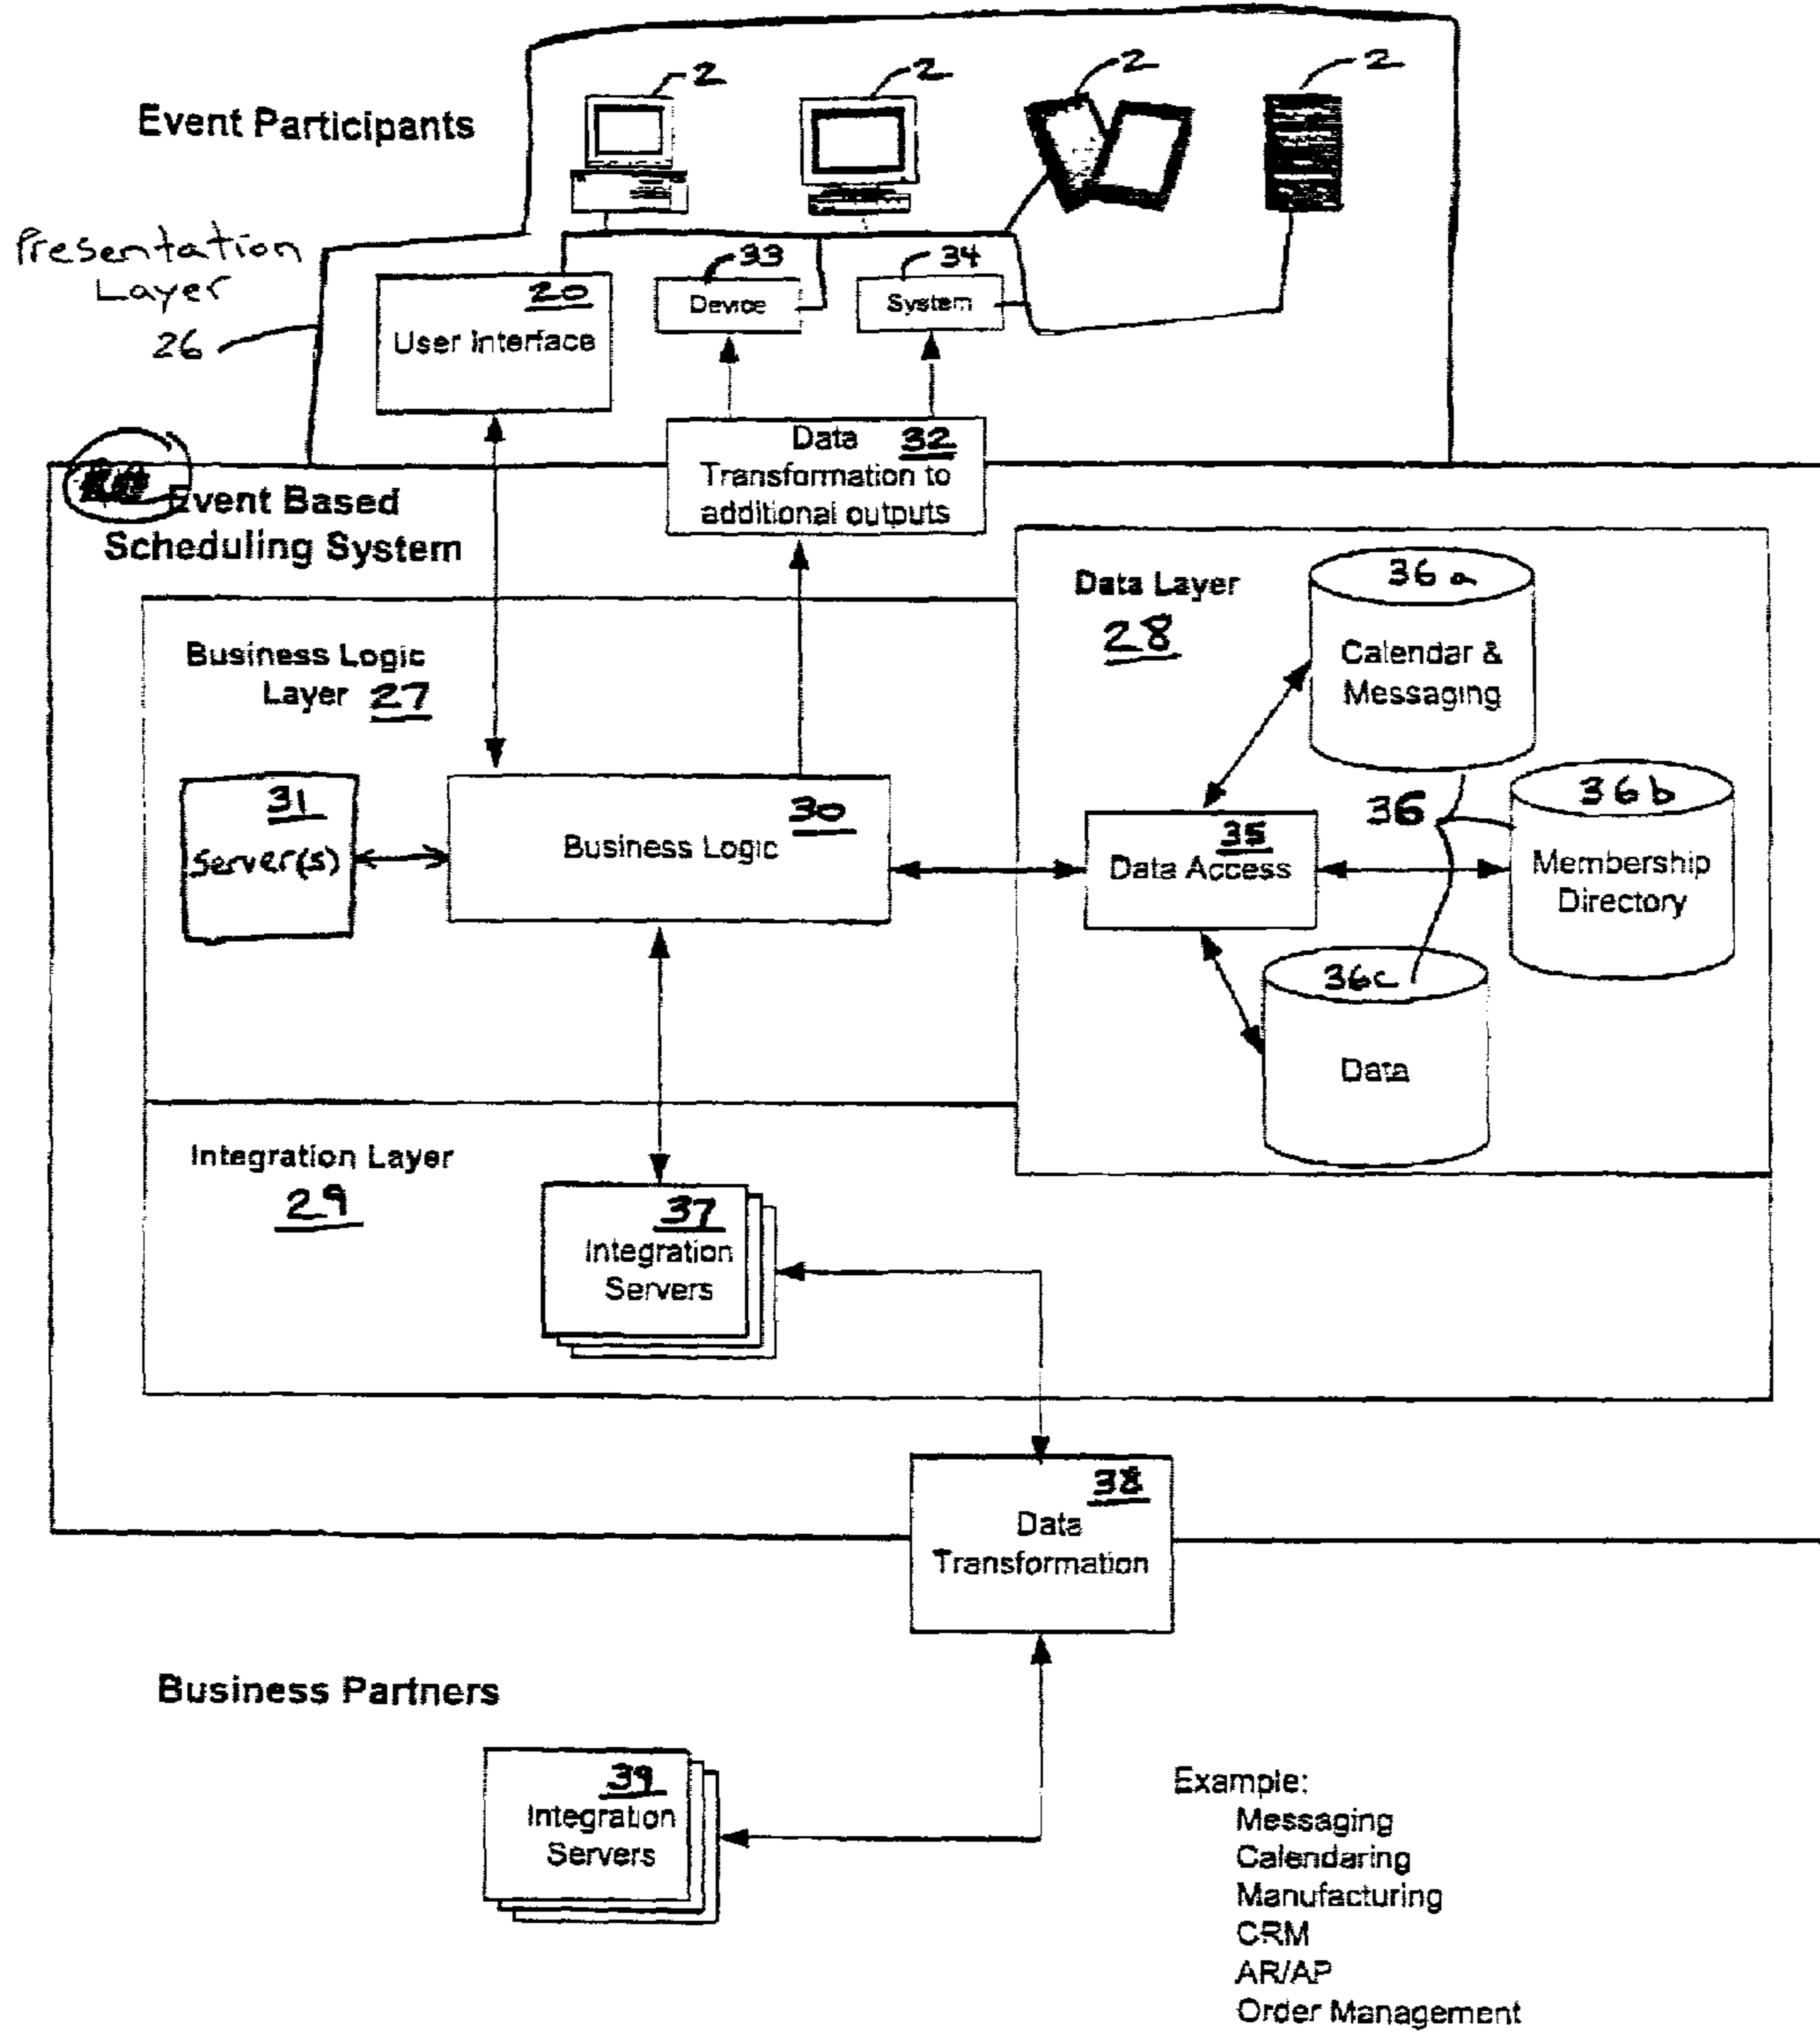 2
2
2
2
Event Participants
Presentation
Layer
26
20
User Interface
33
Device
34
System
Data 32
Transformation to
additional outputs
Event Based
Scheduling System
Business Logic
Layer 27
Data Layer
28
36a
Calendar &
Messaging
31
Server(s)
30
Business Logic
35
Data Access
36
36b
Membership
Directory
36c
Data
Integration Layer
29
37
Integration
Servers
38
Data
Transformation
Business Partners
39
Integration
Servers
Example:
Messaging
Calendaring
Manufacturing
CRM
AR/AP
Order Management